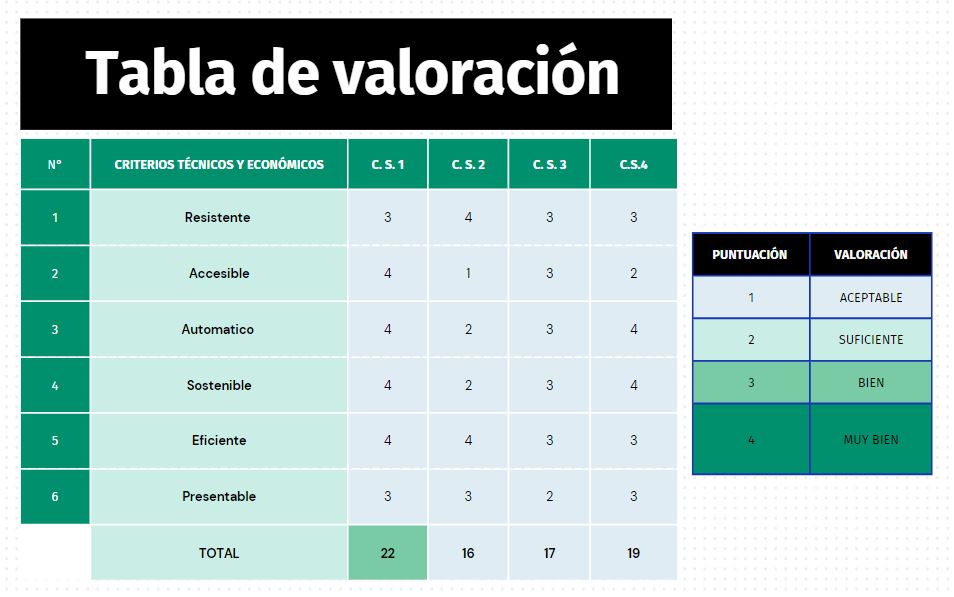 Tabla de valoración
N° CRITERIOS TÉCNICOS Y ECONÓMICOS C. S. 1 C. S. 2 C. S. 3 C.S.4
1 Resistente 3 4 3 3
2 Accesible 4 1 3 2
3 Automatico 4 2 3 4
4 Sostenible 4 2 3 4
5 Eficiente 4 4 3 3
6 Presentable 3 3 2 3
TOTAL 22 16 17 19
PUNTUACIÓN VALORACIÓN
1 ACEPTABLE
2 SUFICIENTE
3 BIEN
4 MUY BIEN